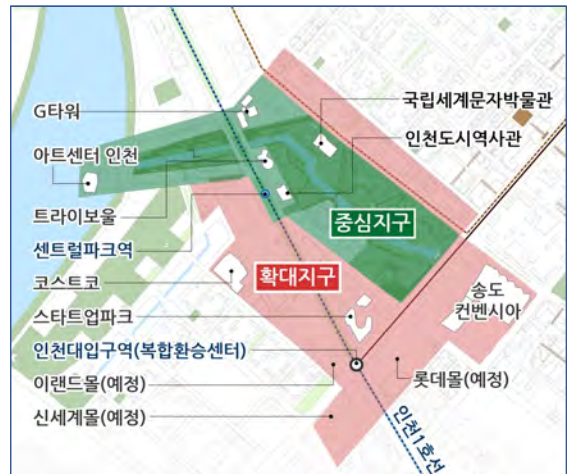 G타워
아트센터 인천
트라이보울
센트럴파크역
코스트코
스타트업파크
인천대입구역(복합환승센터)
이랜드몰(예정)
신세계몰(예정)
국립세계문자박물관
인천도시역사관
중심지구
확대지구
송도
컨벤시아
롯데몰(예정)
인천1호선